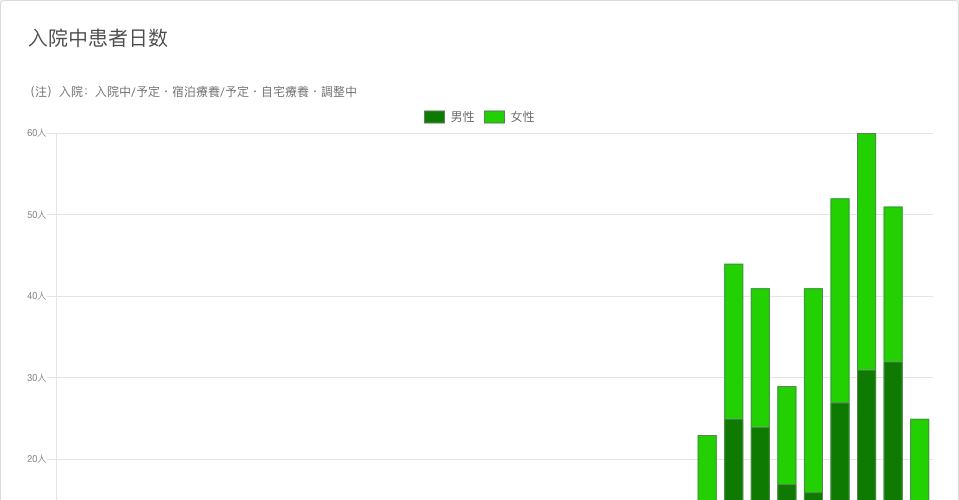 入院中患者日数
（注）入院：入院中/予定・宿泊療養/予定・自宅療養・調整中
男性 女性
60人
50人
40人
30人
20人